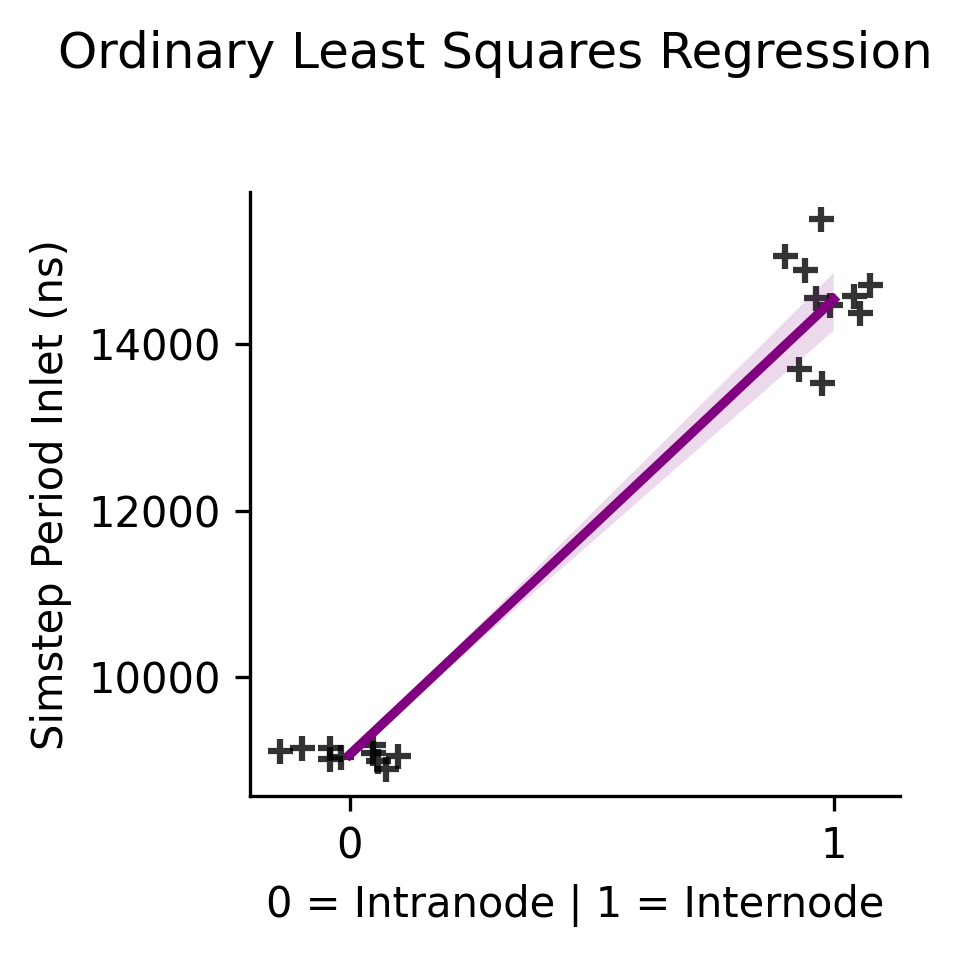 Ordinary Least Squares Regression
Simstep Period Inlet (ns)
14000
12000
10000
0
1
0 = Intranode | 1 = Internode